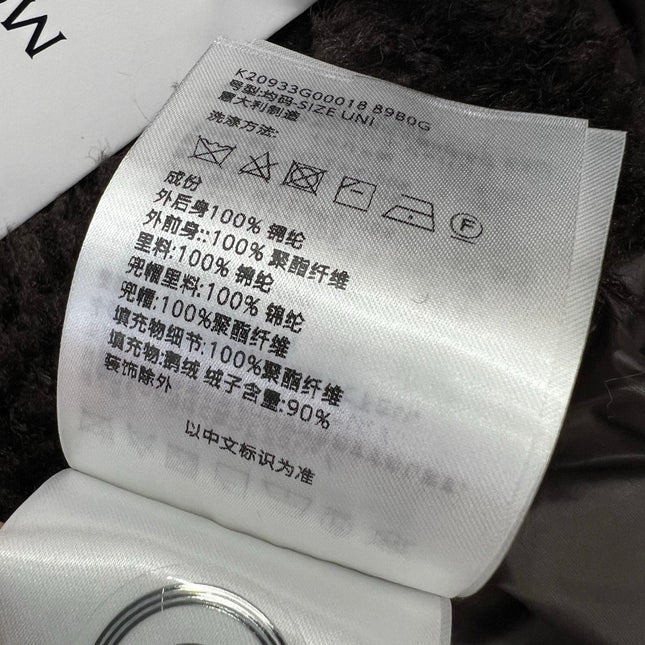 MO
K20933G00018 89B0G
号型:均码-SIZE UNI
意大利制造
洗涤方法:
F
成份
外后身100% 锦纶
外前身::100% 聚酯纤维
里料:100% 锦纶
兜帽里料:100% 锦纶
兜帽:100%聚酯纤维
填充物细节:100%聚酯纤维
填充物:鹅绒 绒子含量:90%
装饰除外
以中文标识为准